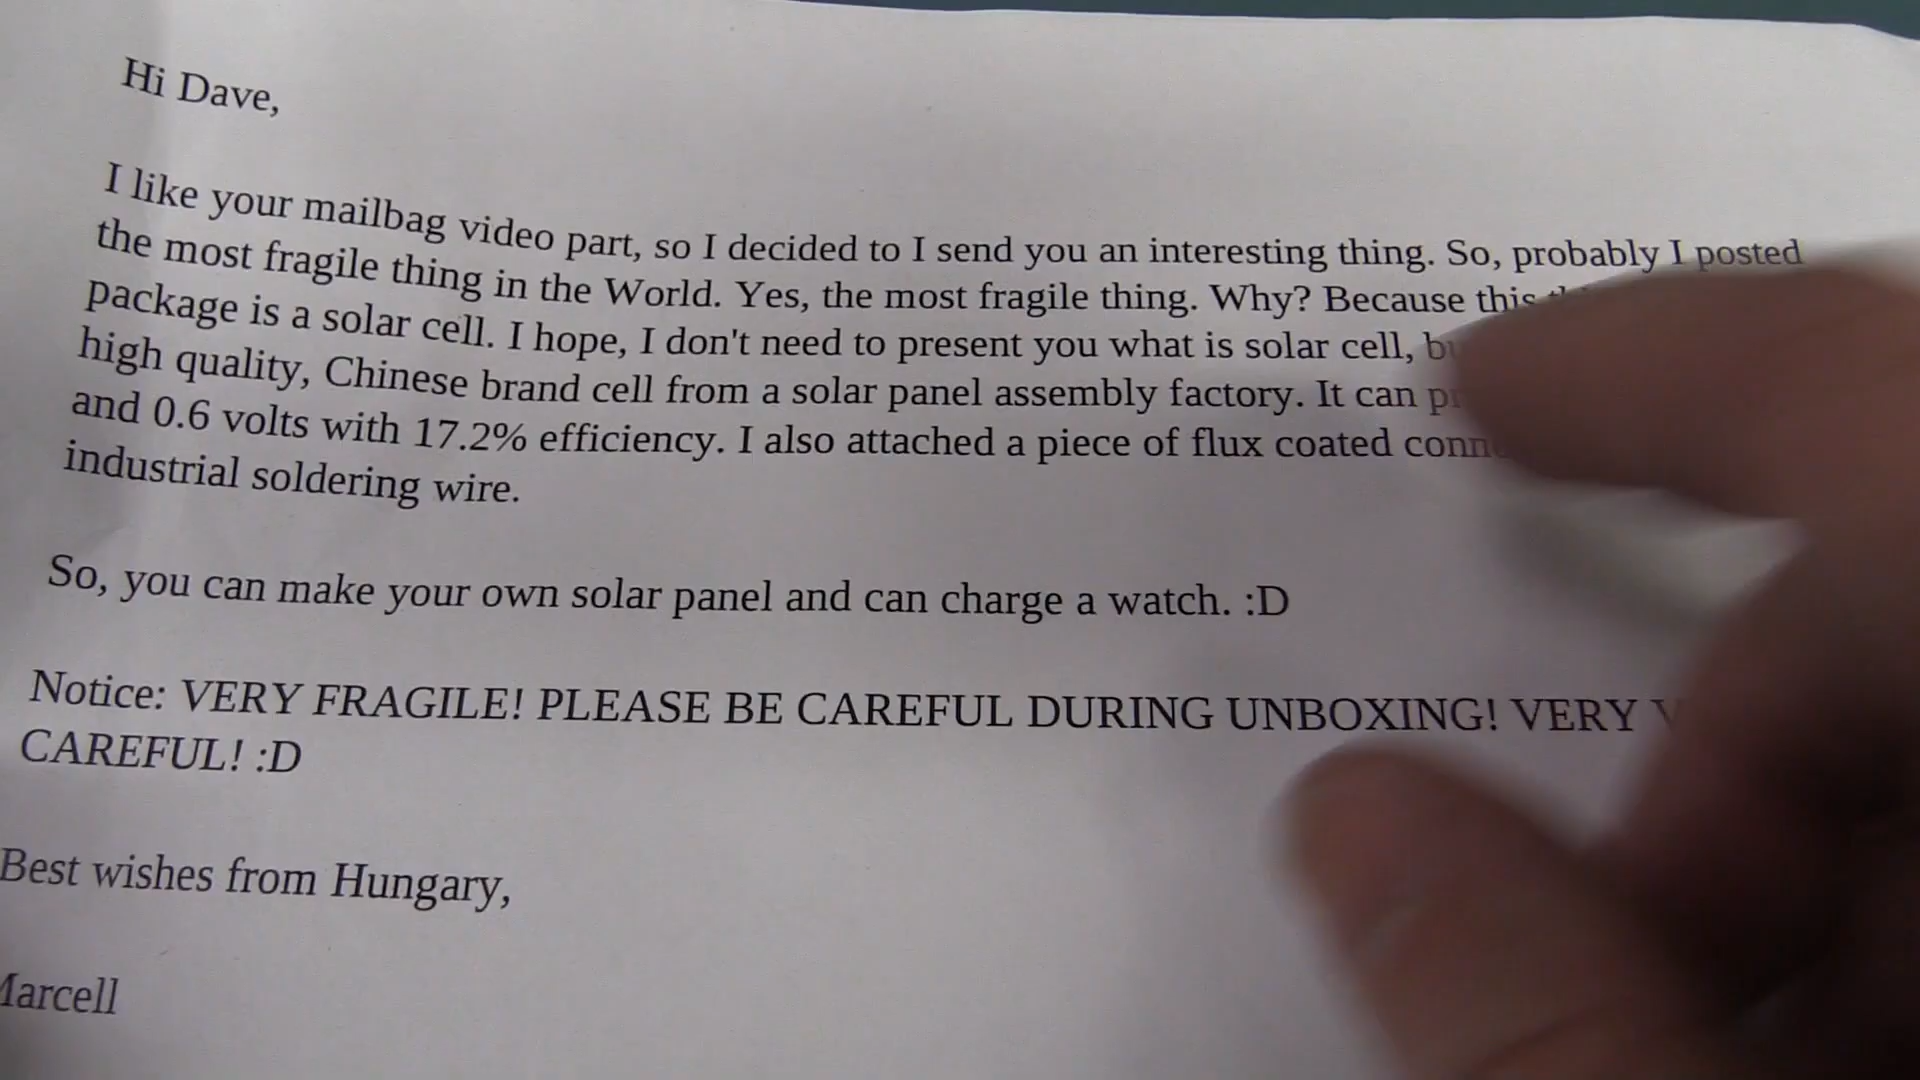 Hi Dave,
I like your mailbag video part, so I decided to I send you an interesting thing. So, probably I posted
the most fragile thing in the World. Yes, the most fragile thing. Why? Because this
package is a solar cell. I hope, I don't need to present you what is solar cell,
high quality, Chinese brand cell from a solar panel assembly factory. It can
and 0.6 volts with 17.2% efficiency. I also attached a piece of flux coated
industrial soldering wire.
So, you can make your own solar panel and can charge a watch. :D
Notice: VERY FRAGILE! PLEASE BE CAREFUL DURING UNBOXING! VERY
CAREFUL! :D
Best wishes from Hungary,
Marcell